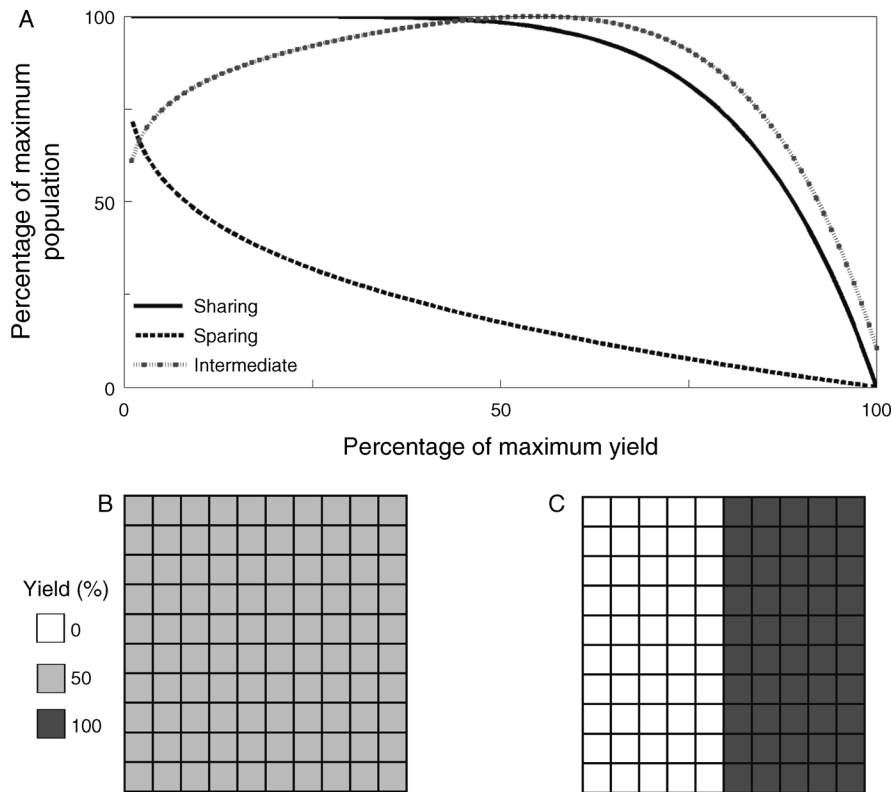 A
100
50
0
Percentage of maximum
population
Sharing
Sparing
Intermediate
0
50
100
Percentage of maximum yield
B
C
Yield (%)
0
50
100